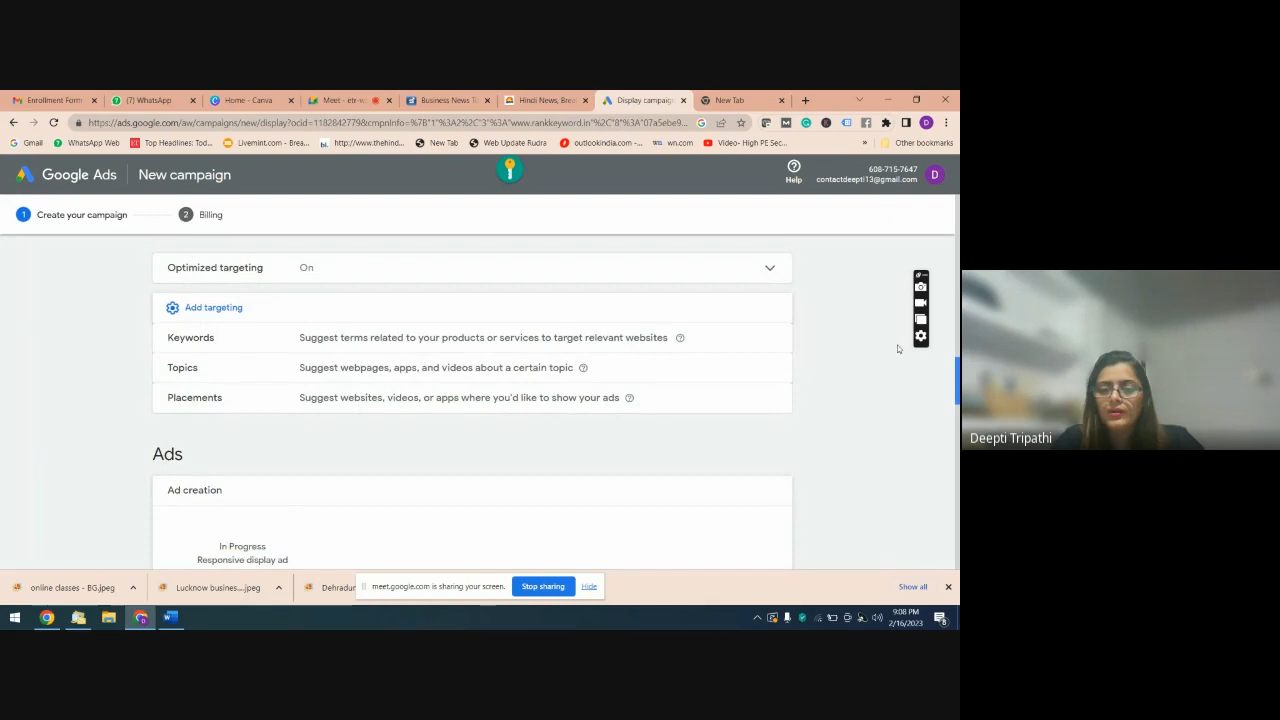 Enrollment Form
(7) WhatsApp
Home - Canva
Meet - etr-w
Business News T
Hindi News, Brea
Display campaig
New Tab
https://ads.google.com/aw/campaigns/new/display?ocid=1182842779&cmpnInfo=%7B"1"%3A2%2C"3"%3A"www.rankkeyword.in"%2C"8"%3A"07a5ebe9...
Gmail
WhatsApp Web
Top Headlines: Tod...
Livemint.com - Brea...
http://www.thehind...
New Tab
Web Update Rudra
outlookindia.com -...
wn.com
Video- High PE Sec...
»
Other bookmarks
Google Ads
New campaign
Help
608-715-7647
contactdeepti13@gmail.com
D
1 Create your campaign
2 Billing
Optimized targeting On
Add targeting
Keywords Suggest terms related to your products or services to target relevant websites
Topics Suggest webpages, apps, and videos about a certain topic
Placements Suggest websites, videos, or apps where you'd like to show your ads
Ads
Ad creation
In Progress
Responsive display ad
online classes - BG.jpeg
Lucknow busines....jpeg
Dehradu
meet.google.com is sharing your screen.
Stop sharing
Hide
Show all
9:08 PM
2/16/2023
Deepti Tripathi